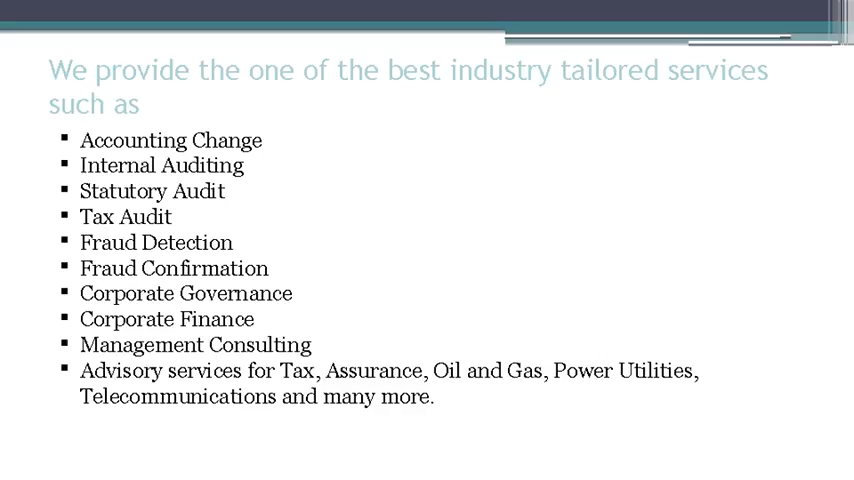 We provide the one of the best industry tailored services
such as
▪ Accounting Change
▪ Internal Auditing
▪ Statutory Audit
▪ Tax Audit
▪ Fraud Detection
▪ Fraud Confirmation
▪ Corporate Governance
▪ Corporate Finance
▪ Management Consulting
▪ Advisory services for Tax, Assurance, Oil and Gas, Power Utilities,
Telecommunications and many more.